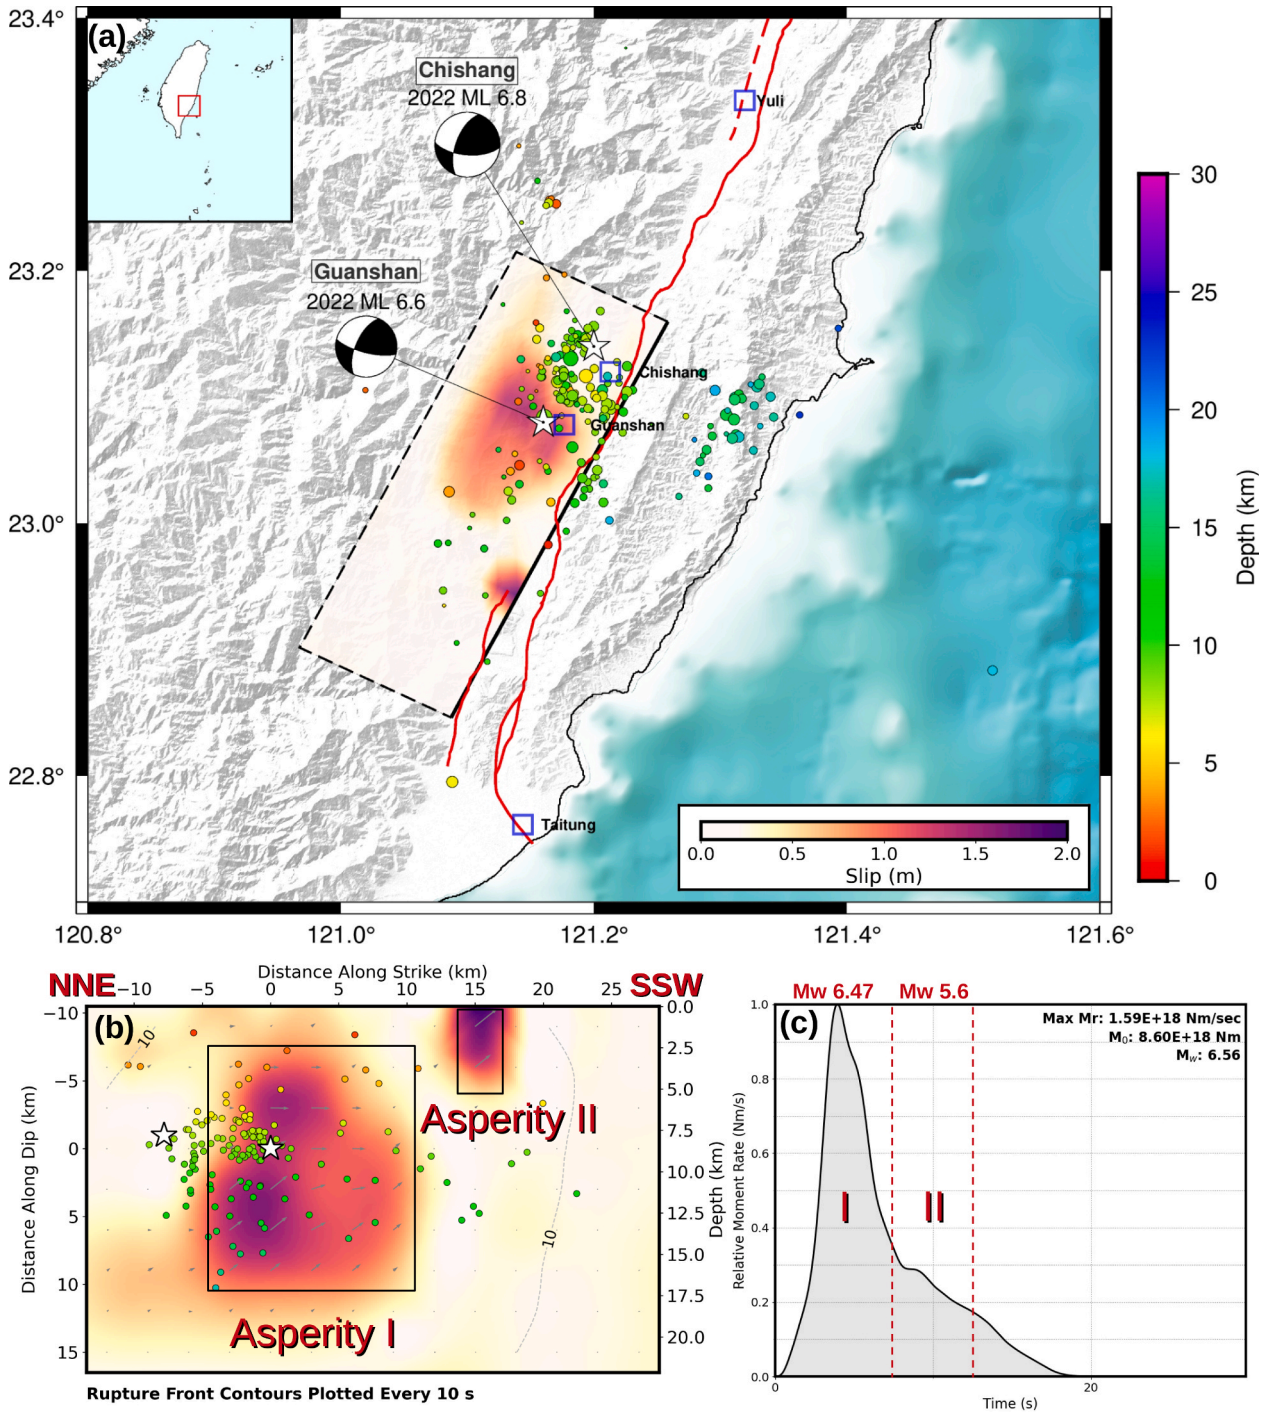 (a)
Chishang
2022 ML 6.8
Guanshan
2022 ML 6.6
Yuli
Chishang
Guanshan
Taitung
23.4°
23.2°
23.0°
22.8°
120.8°
121.0°
121.2°
121.4°
121.6°
0.0
0.5
1.0
1.5
2.0
Slip (m)
30
25
20
15
10
5
0
Depth (km)
Distance Along Strike (km)
NNE
−10
−5
0
5
10
15
20
25
SSW
(b)
−10
−5
0
5
10
15
Distance Along Dip (km)
10
10
Asperity II
Asperity I
0.0
2.5
5.0
7.5
10.0
12.5
15.0
17.5
20.0
Depth (km)
Rupture Front Contours Plotted Every 10 s
Mw 6.47
Mw 5.6
(c)
Max Mr: 1.59E+18 Nm/sec
M₀: 8.60E+18 Nm
Mw: 6.56
I
II
1.0
0.8
0.6
0.4
0.2
0.0
Relative Moment Rate (Nm/s)
0
20
Time (s)